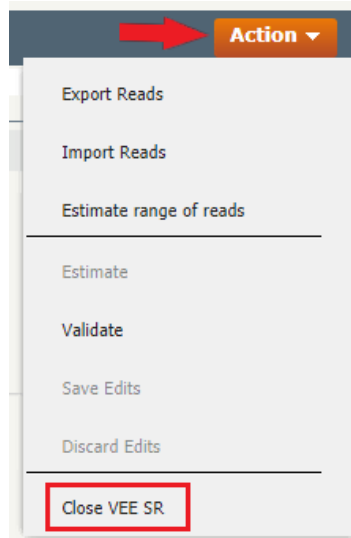 Action
Export Reads
Import Reads
Estimate range of reads
Estimate
Validate
Save Edits
Discard Edits
Close VEE SR